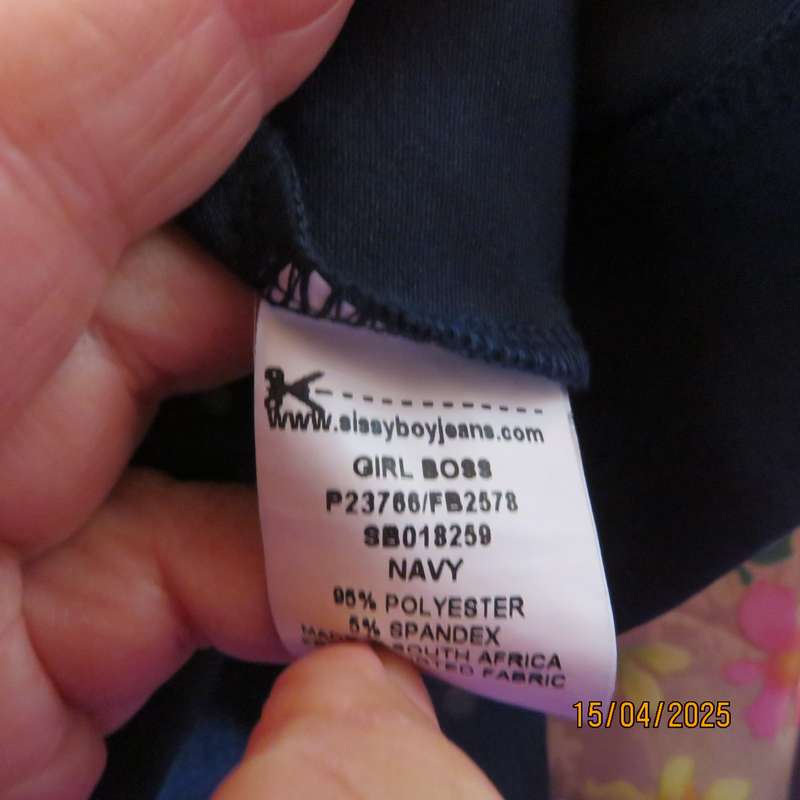 www.sissyboyjeans.com
GIRL BOSS
P23766/FB2578
SB018259
NAVY
95% POLYESTER
5% SPANDEX
SOUTH AFRICA
FABRIC
15/04/2025